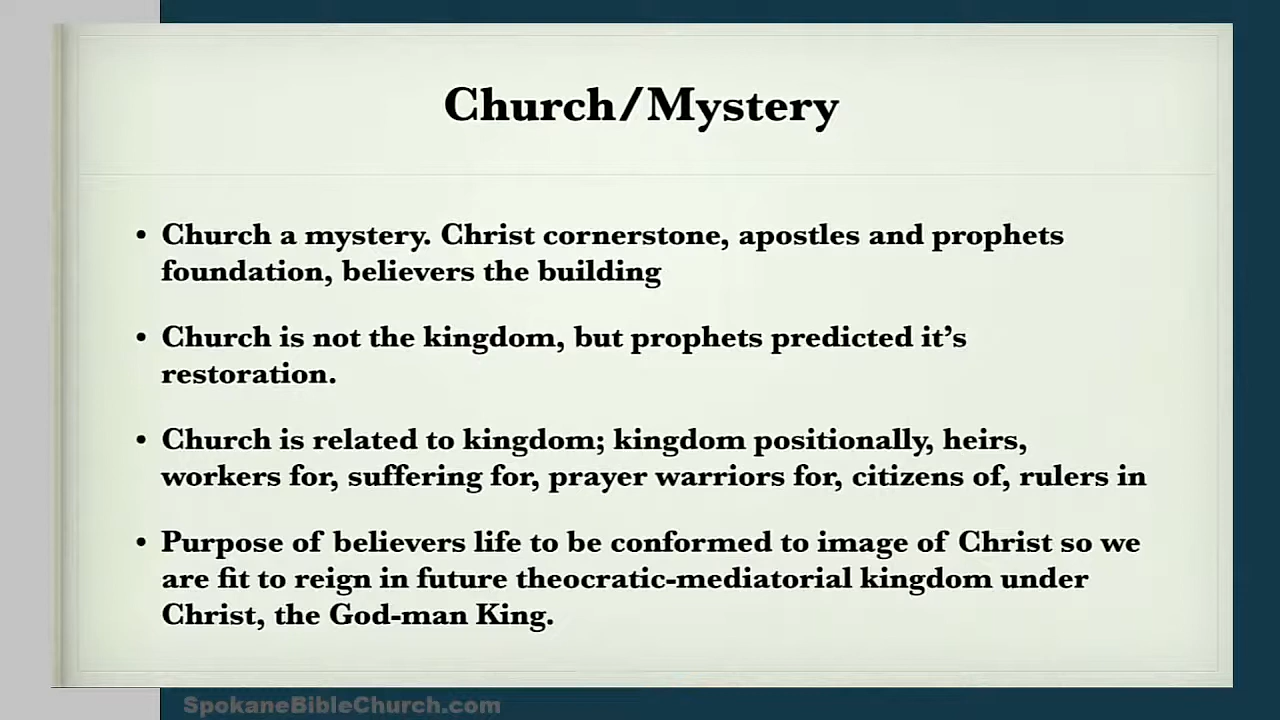 Church/Mystery
• Church a mystery. Christ cornerstone, apostles and prophets
foundation, believers the building
• Church is not the kingdom, but prophets predicted it’s
restoration.
• Church is related to kingdom; kingdom positionally, heirs,
workers for, suffering for, prayer warriors for, citizens of, rulers in
• Purpose of believers life to be conformed to image of Christ so we
are fit to reign in future theocratic-mediatorial kingdom under
Christ, the God-man King.
SpokaneBibleChurch.com